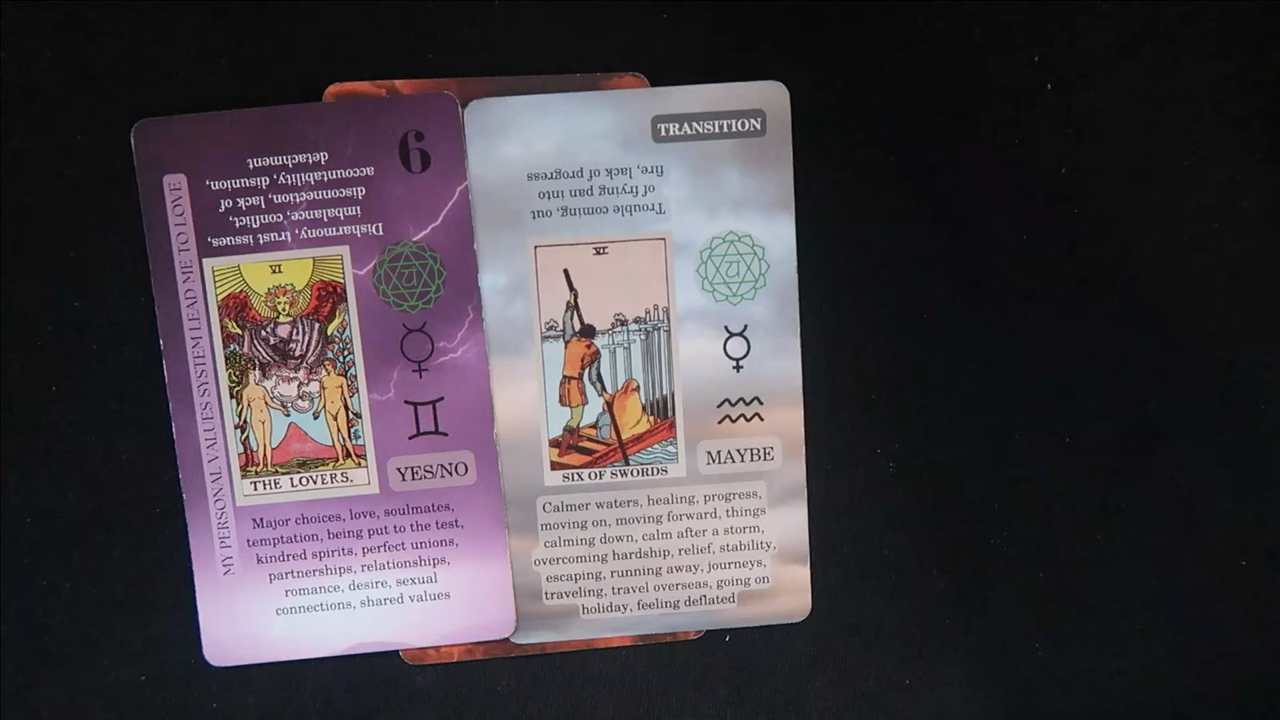 MY PERSONAL VALUES SYSTEM LEAD ME TO LOVE
6
Disharmony, trust issues,
imbalance, conflict,
disconnection, lack of
accountability, disunion,
detachment
VI
THE LOVERS.
YES/NO
Major choices, love, soulmates,
temptation, being put to the test,
kindred spirits, perfect unions,
partnerships, relationships,
romance, desire, sexual
connections, shared values
TRANSITION
Trouble coming out,
of frying pan into
fire, lack of progress
VI
SIX OF SWORDS
MAYBE
Calmer waters, healing, progress,
moving on, moving forward, things
calming down, calm after a storm,
overcoming hardship, relief, stability,
escaping, running away, journeys,
traveling, travel overseas, going on
holiday, feeling deflated